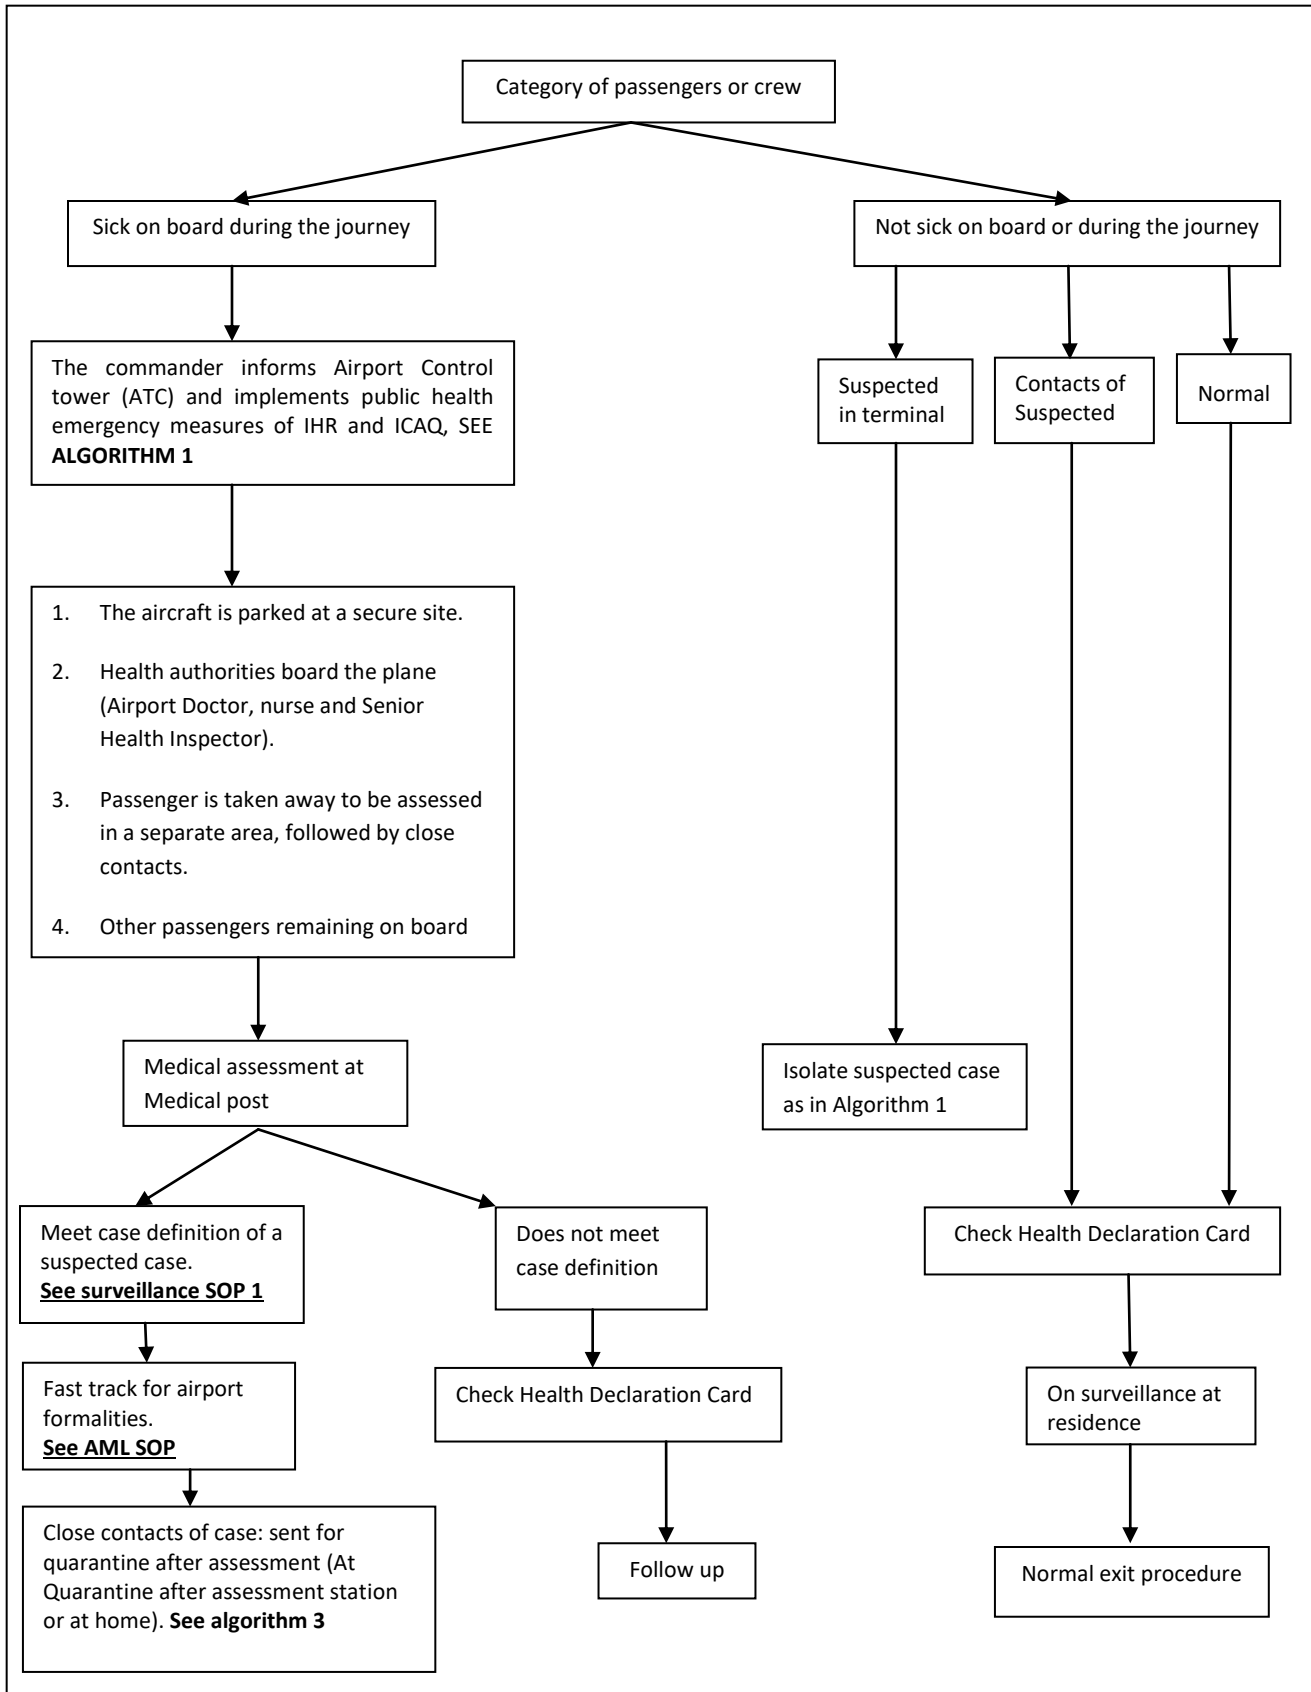 Category of passengers or crew
Sick on board during the journey
Not sick on board or during the journey
The commander informs Airport Control
tower (ATC) and implements public health
emergency measures of IHR and ICAQ, SEE
ALGORITHM 1
Suspected
in terminal
Contacts of
Suspected
Normal
1. The aircraft is parked at a secure site.
2. Health authorities board the plane
(Airport Doctor, nurse and Senior
Health Inspector).
3. Passenger is taken away to be assessed
in a separate area, followed by close
contacts.
4. Other passengers remaining on board
Medical assessment at
Medical post
Isolate suspected case
as in Algorithm 1
Meet case definition of a
suspected case.
See surveillance SOP 1
Does not meet
case definition
Check Health Declaration Card
Fast track for airport
formalities.
See AML SOP
Check Health Declaration Card
On surveillance at
residence
Close contacts of case: sent for
quarantine after assessment (At
Quarantine after assessment station
or at home). See algorithm 3
Follow up
Normal exit procedure